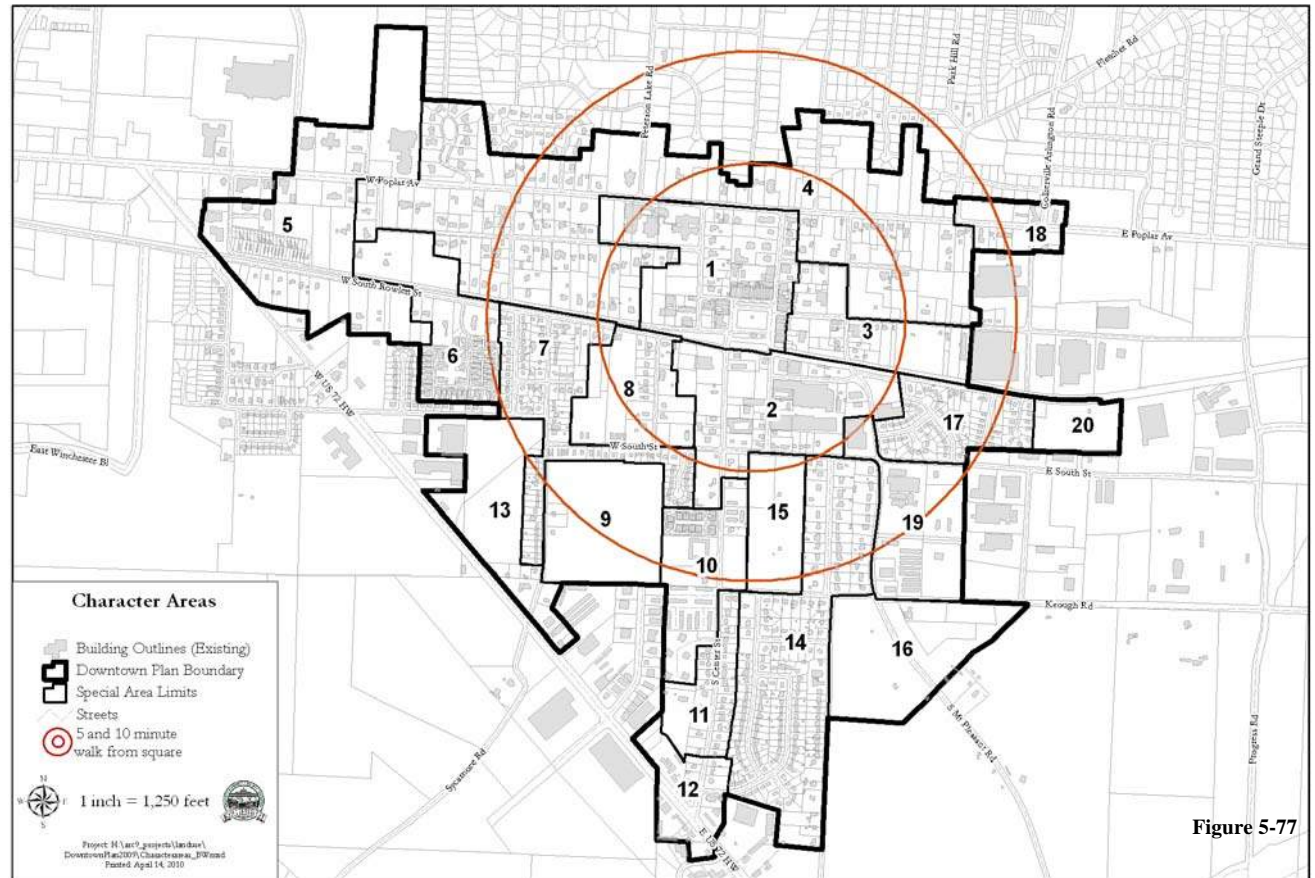 Peterson Lake Rd
Park Hill Rd
Fletcher Rd
Collierville Arlington Rd
Grand Steeple Dr
W Poplar Av
4
5
18
E Poplar Av
1
W South Rowlett St
3
6
7
8
2
W US 72 HW
17
20
W South St
East Winchester Bl
E South St
13
9
15
19
10
Keough Rd
14
16
S Center St
11
S Mt Pleasant Rd
Progress Rd
Sycamore Rd
12
E US 72 HW
Character Areas
Building Outlines (Existing)
Downtown Plan Boundary
Special Area Limits
Streets
5 and 10 minute
walk from square
N
W E
S
1 inch = 1,250 feet
Printed: April 14, 2010
Figure 5-77